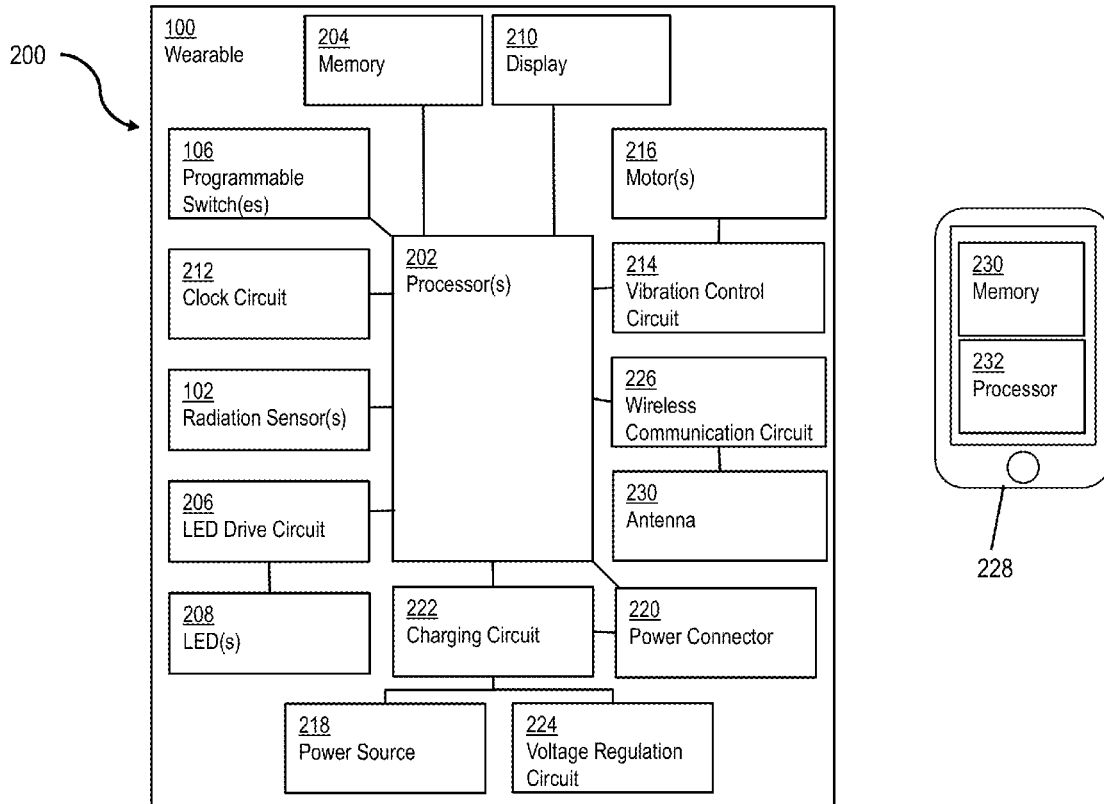 200
100
Wearable
204
Memory
210
Display
106
Programmable
Switch(es)
216
Motor(s)
212
Clock Circuit
202
Processor(s)
214
Vibration Control
Circuit
102
Radiation Sensor(s)
226
Wireless
Communication Circuit
206
LED Drive Circuit
230
Antenna
208
LED(s)
222
Charging Circuit
220
Power Connector
218
Power Source
224
Voltage Regulation
Circuit
230
Memory
232
Processor
228